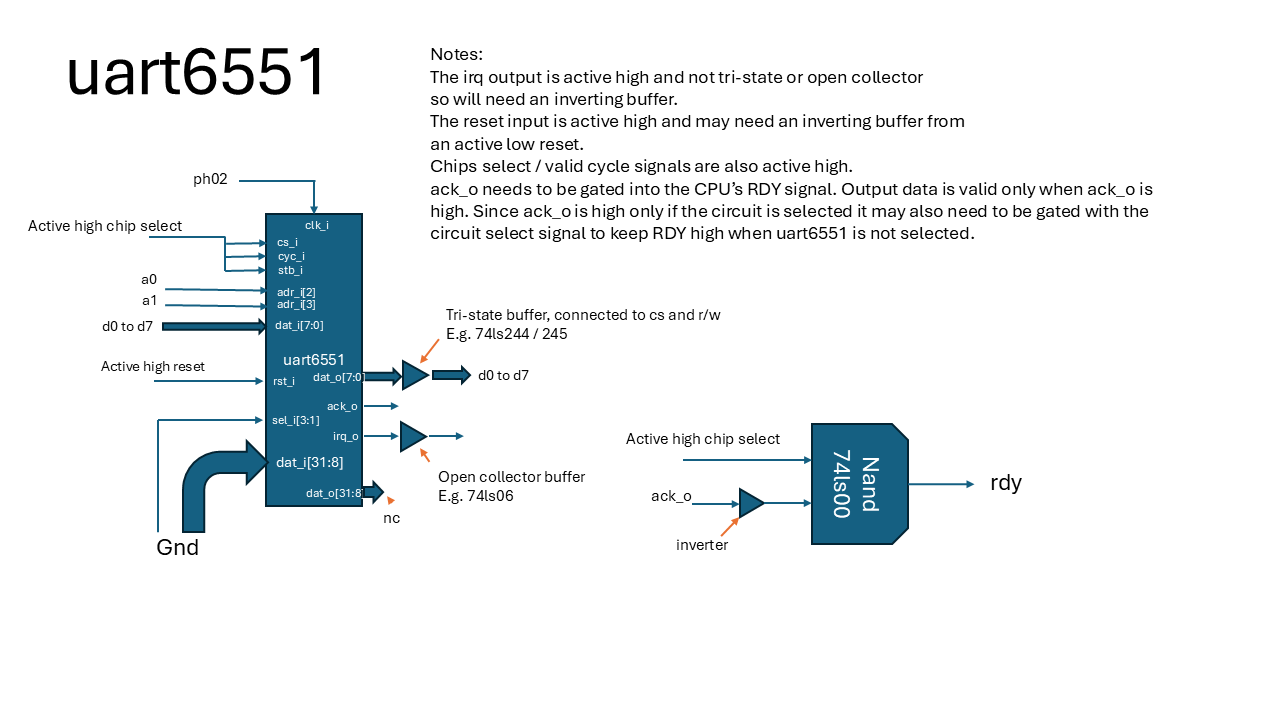 uart6551
Notes:
The irq output is active high and not tri-state or open collector
so will need an inverting buffer.
The reset input is active high and may need an inverting buffer from
an active low reset.
Chips select / valid cycle signals are also active high.
ack_o needs to be gated into the CPU’s RDY signal. Output data is valid only when ack_o is
high. Since ack_o is high only if the circuit is selected it may also need to be gated with the
circuit select signal to keep RDY high when uart6551 is not selected.
ph02
Active high chip select
clk_i
cs_i
cyc_i
stb_i
a0
adr_i[2]
a1
adr_i[3]
d0 to d7
dat_i[7:0]
Tri-state buffer, connected to cs and r/w
E.g. 74ls244 / 245
uart6551
Active high reset
rst_i
dat_o[7:0]
d0 to d7
ack_o
sel_i[3:1]
irq_o
dat_i[31:8]
Open collector buffer
E.g. 74ls06
dat_o[31:8]
nc
Gnd
Active high chip select
ack_o
inverter
Nand
74ls00
rdy